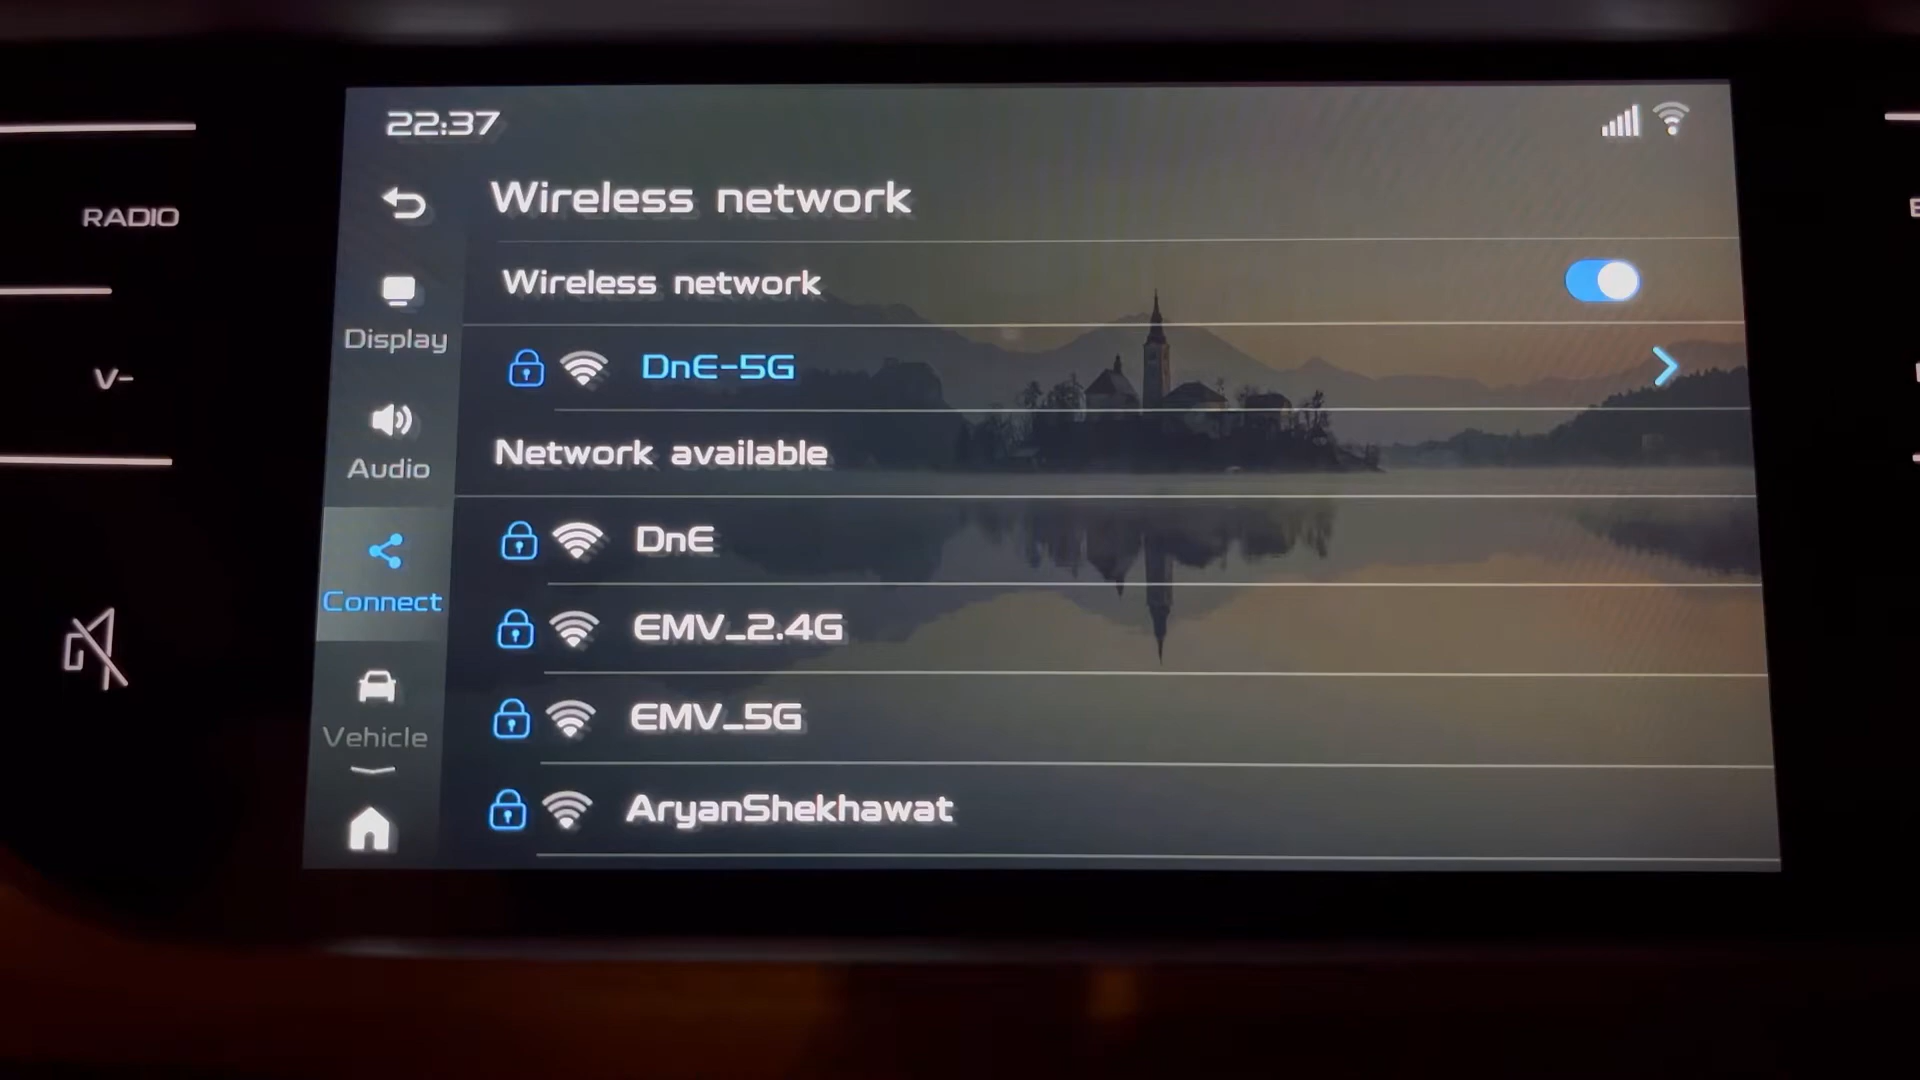 22:37
RADIO
Wireless network
Wireless network
Display
DnE-5G
V-
Audio
Network available
DnE
Connect
EMV_2.4G
EMV_5G
Vehicle
AryanShekhawat